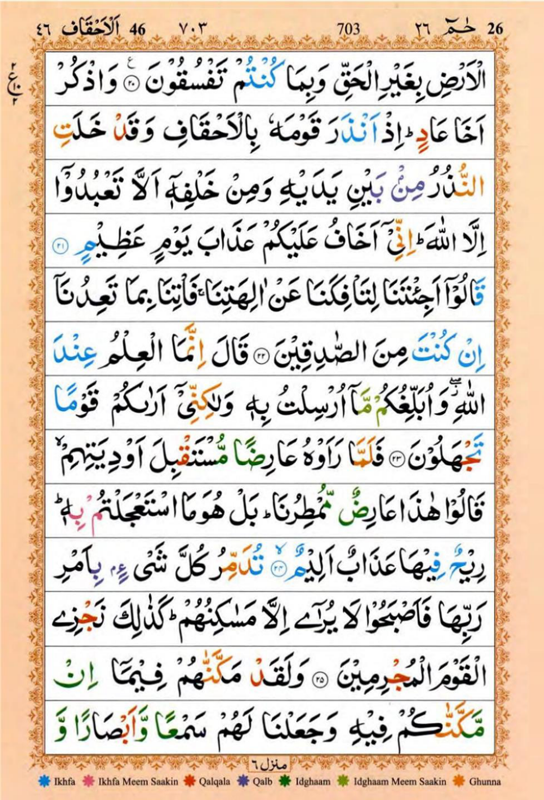 46 اَلْاَحْقَاف ٤٦ ٧٠٣ 703 حٰمٓ ٢٦ 26
الْاَرْضِ بِغَيْرِ الْحَقِّ وَبِمَا كُنْتُمْ تَفْسُقُوْنَ ۟ ٢٠ وَاذْكُرْ
اَخَا عَادٍ ؕ اِذْ اَنْذَرَ قَوْمَهٗ بِالْاَحْقَافِ وَقَدْ خَلَتِ
النُّذُرُ مِنْ بَيْنِ يَدَيْهِ وَمِنْ خَلْفِهٖۤ اَلَّا تَعْبُدُوْۤا
اِلَّا اللّٰهَ ؕ اِنِّيْۤ اَخَافُ عَلَيْكُمْ عَذَابَ يَوْمٍ عَظِيْمٍ ٢١
قَالُوْۤا اَجِئْتَنَا لِتَاْفِكَنَا عَنْ اٰلِهَتِنَا ۚ فَاْتِنَا بِمَا تَعِدُنَاۤ
اِنْ كُنْتَ مِنَ الصّٰدِقِيْنَ ٢٢ قَالَ اِنَّمَا الْعِلْمُ عِنْدَ
اللّٰهِ ۖ وَاُبَلِّغُكُمْ مَّاۤ اُرْسِلْتُ بِهٖ وَلٰكِنِّيْۤ اَرٰىكُمْ قَوْمًا
تَجْهَلُوْنَ ٢٣ فَلَمَّا رَاَوْهُ عَارِضًا مُّسْتَقْبِلَ اَوْدِيَتِهِمْ ۙ
قَالُوْا هٰذَا عَارِضٌ مُّمْطِرُنَا ؕ بَلْ هُوَ مَا اسْتَعْجَلْتُمْ بِهٖ ؕ
رِيْحٌ فِيْهَا عَذَابٌ اَلِيْمٌ ۙ ٢٤ تُدَمِّرُ كُلَّ شَيْءٍۭ بِاَمْرِ
رَبِّهَا فَاَصْبَحُوْا لَا يُرٰۤى اِلَّا مَسٰكِنُهُمْ ؕ كَذٰلِكَ نَجْزِي
الْقَوْمَ الْمُجْرِمِيْنَ ٢٥ وَلَقَدْ مَكَّنّٰهُمْ فِيْمَاۤ اِنْ
مَّكَّنّٰكُمْ فِيْهِ وَجَعَلْنَا لَهُمْ سَمْعًا وَّاَبْصَارًا وَّ
منزل ٦
Ikhfa Ikhfa Meem Saakin Qalqala Qalb Idghaam Idghaam Meem Saakin Ghunna